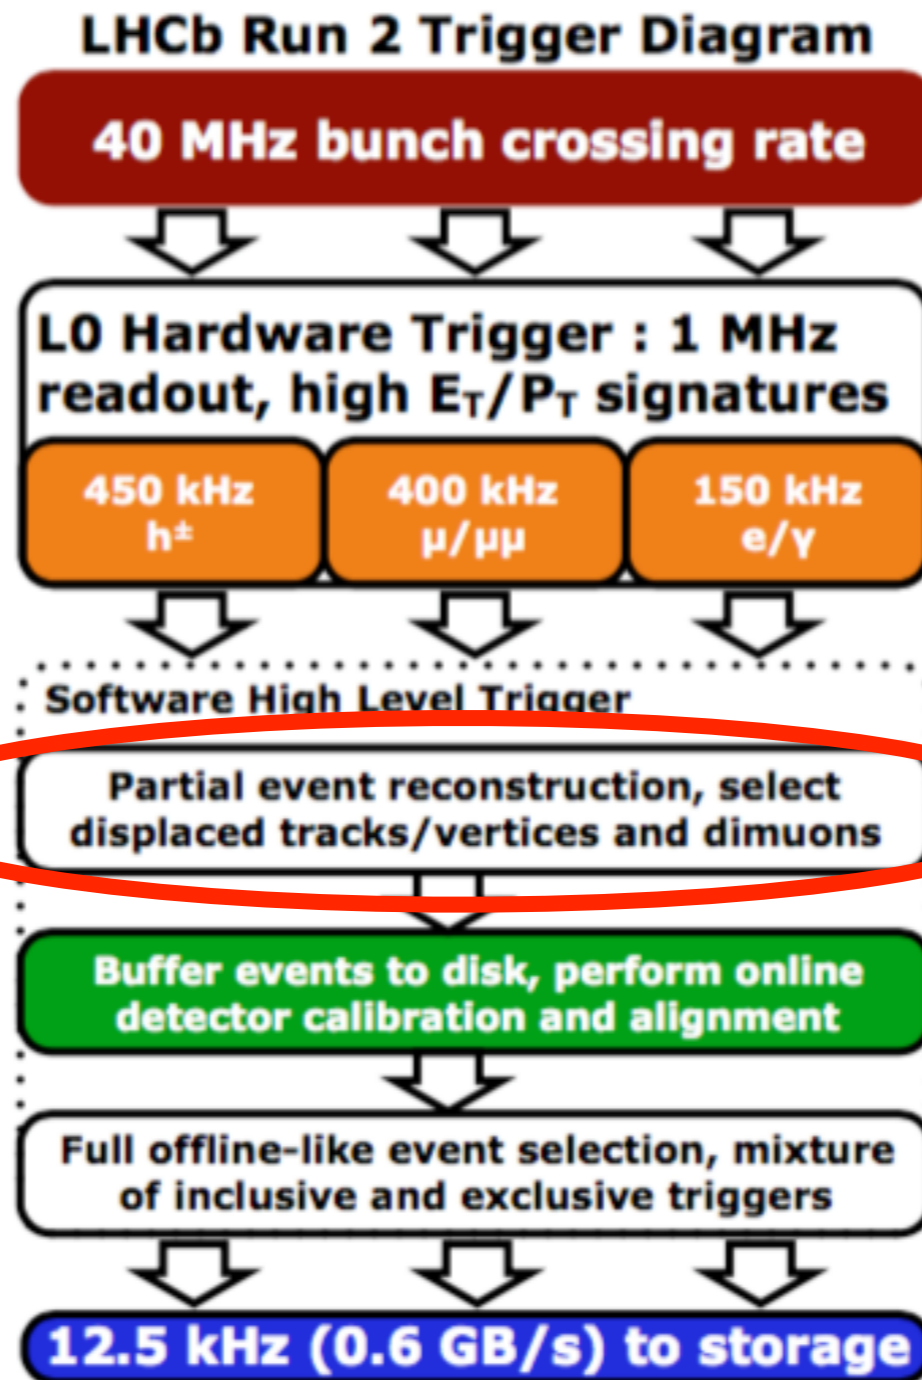 LHCb Run 2 Trigger Diagram
40 MHz bunch crossing rate
L0 Hardware Trigger : 1 MHz
readout, high E_T/P_T signatures
450 kHz
h±
400 kHz
μ/μμ
150 kHz
e/γ
Software High Level Trigger
Partial event reconstruction, select
displaced tracks/vertices and dimuons
Buffer events to disk, perform online
detector calibration and alignment
Full offline-like event selection, mixture
of inclusive and exclusive triggers
12.5 kHz (0.6 GB/s) to storage